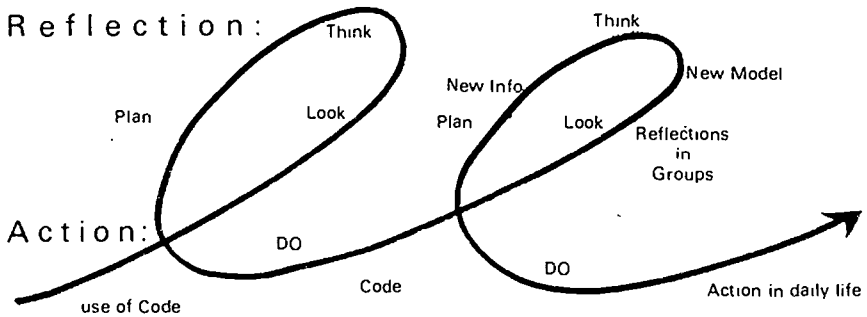 Reflection:
Think
Think
New Info
New Model
Plan
Look
Plan
Look
Reflections
in
Groups
Action:
DO
DO
Code
use of Code
Action in daily life